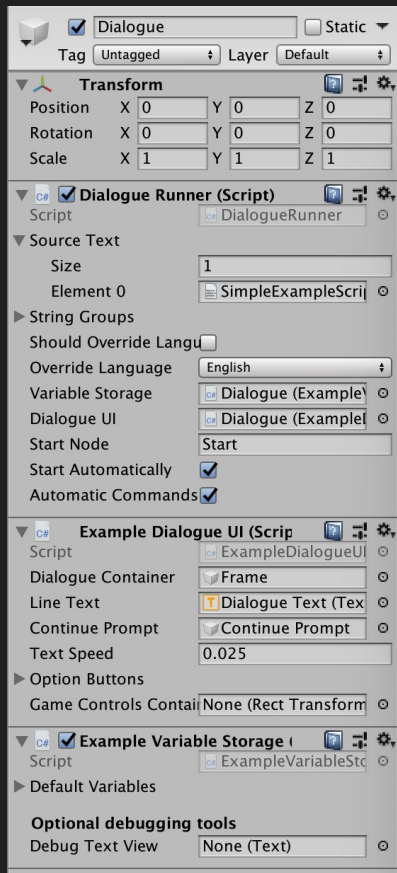 Dialogue Static
Tag Untagged Layer Default
Transform
Position X 0 Y 0 Z 0
Rotation X 0 Y 0 Z 0
Scale X 1 Y 1 Z 1
C# Dialogue Runner (Script)
Script C# DialogueRunner
Source Text
Size 1
Element 0 SimpleExampleScrip
String Groups
Should Override Langu
Override Language English
Variable Storage C# Dialogue (ExampleV
Dialogue UI C# Dialogue (ExampleD
Start Node Start
Start Automatically
Automatic Commands
C# Example Dialogue UI (Scrip
Script C# ExampleDialogueUI
Dialogue Container Frame
Line Text T Dialogue Text (Tex
Continue Prompt Continue Prompt
Text Speed 0.025
Option Buttons
Game Controls Contain None (Rect Transform
C# Example Variable Storage (
Script C# ExampleVariableSto
Default Variables
Optional debugging tools
Debug Text View None (Text)